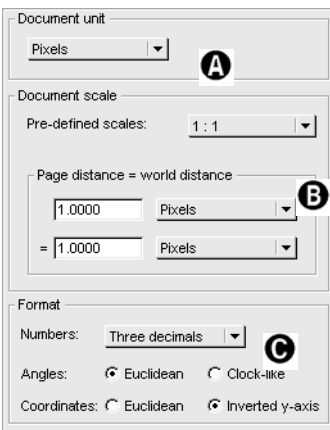 Document unit
Pixels
A
Document scale
Pre-defined scales: 1 : 1
Page distance = world distance
1.0000 Pixels
B
= 1.0000 Pixels
Format
Numbers: Three decimals
C
Angles: Euclidean Clock-like
Coordinates: Euclidean Inverted y-axis